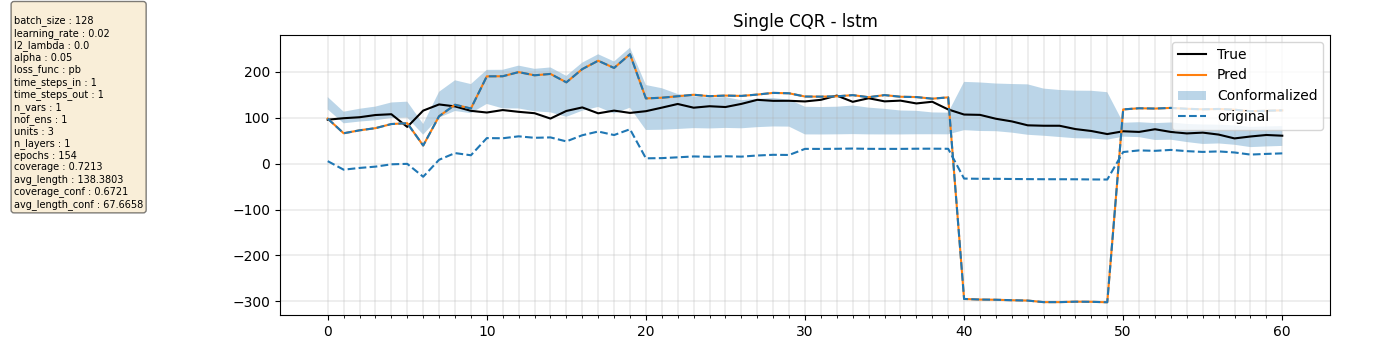 batch_size : 128
learning_rate : 0.02
l2_lambda : 0.0
alpha : 0.05
loss_func : pb
time_steps_in : 1
time_steps_out : 1
n_vars : 1
nof_ens : 1
units : 3
n_layers : 1
epochs : 154
coverage : 0.7213
avg_length : 138.3803
coverage_conf : 0.6721
avg_length_conf : 67.6658
Single CQR - lstm
True
Pred
Conformalized
original
200
100
0
−100
−200
−300
0 10 20 30 40 50 60